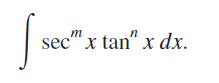 ∫ secᵐ x tanⁿ x dx.